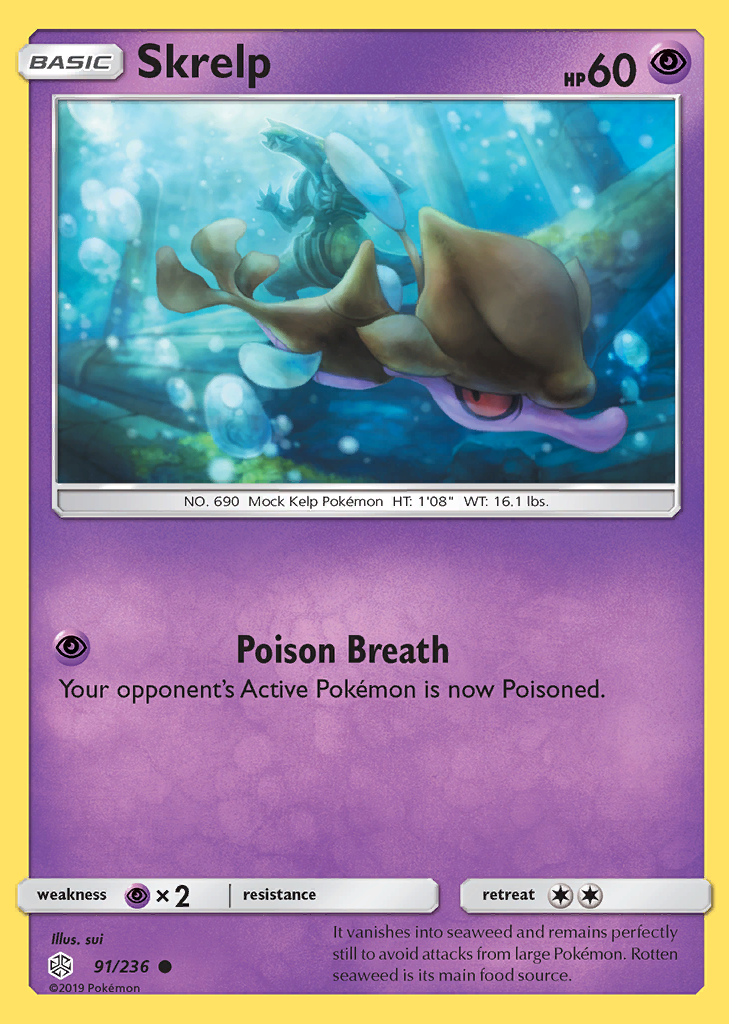 BASIC Skrelp HP60
NO. 690 Mock Kelp Pokémon HT: 1'08" WT: 16.1 lbs.
Poison Breath
Your opponent's Active Pokémon is now Poisoned.
weakness ×2 resistance retreat
Illus. sui
91/236
©2019 Pokémon
It vanishes into seaweed and remains perfectly
still to avoid attacks from large Pokémon. Rotten
seaweed is its main food source.